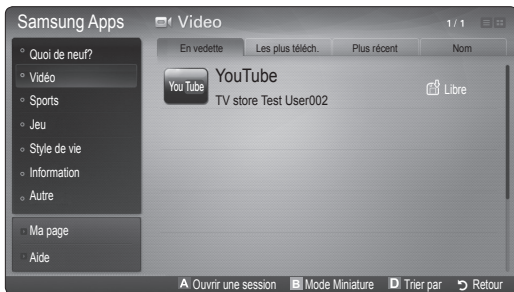 Samsung Apps
Video
1/1
Quoi de neuf?
Vidéo
Sports
Jeu
Style de vie
Information
Autre
Ma page
Aide
En vedette
Les plus téléch.
Plus récent
Nom
You Tube
YouTube
TV store Test User002
Libre
A Ouvrir une session B Mode Miniature D Trier par Retour